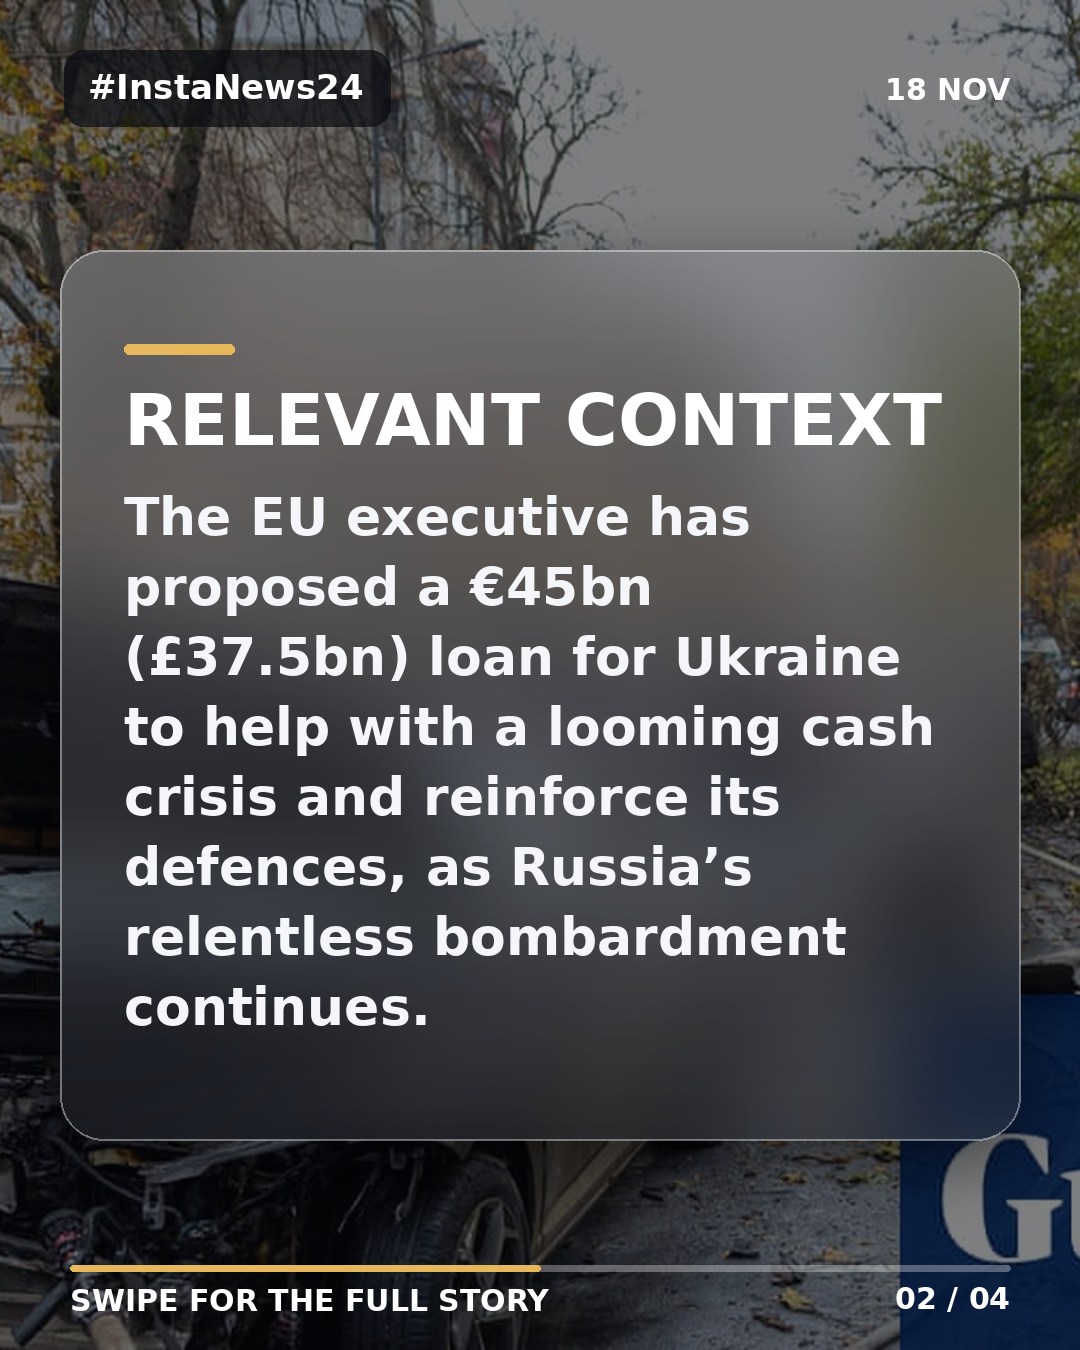 #InstaNews24
18 NOV
RELEVANT CONTEXT
The EU executive has
proposed a €45bn
(£37.5bn) loan for Ukraine
to help with a looming cash
crisis and reinforce its
defences, as Russia’s
relentless bombardment
continues.
SWIPE FOR THE FULL STORY
02 / 04